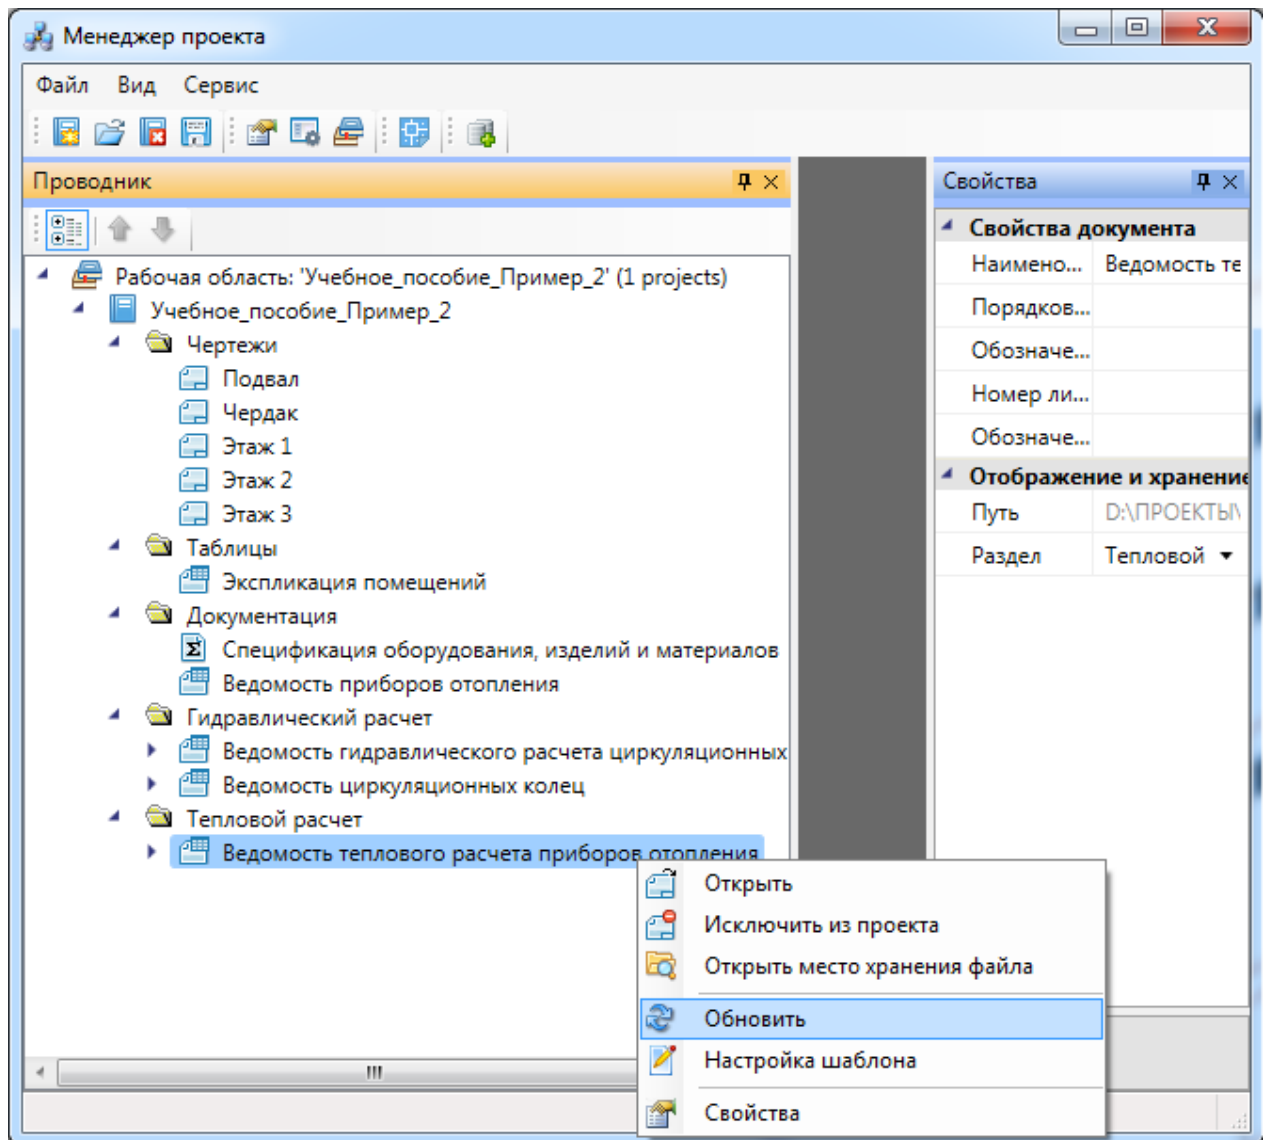 Менеджер проекта
Файл Вид Сервис
Проводник
Рабочая область: 'Учебное_пособие_Пример_2' (1 projects)
Учебное_пособие_Пример_2
Чертежи
Подвал
Чердак
Этаж 1
Этаж 2
Этаж 3
Таблицы
Экспликация помещений
Документация
Спецификация оборудования, изделий и материалов
Ведомость приборов отопления
Гидравлический расчет
Ведомость гидравлического расчета циркуляционных
Ведомость циркуляционных колец
Тепловой расчет
Ведомость теплового расчета приборов отопления
Свойства
Свойства документа
Наимено... Ведомость те
Порядков...
Обозначе...
Номер ли...
Обозначе...
Отображение и хранение
Путь D:\ПРОЕКТЫ\
Раздел Тепловой
Открыть
Исключить из проекта
Открыть место хранения файла
Обновить
Настройка шаблона
Свойства